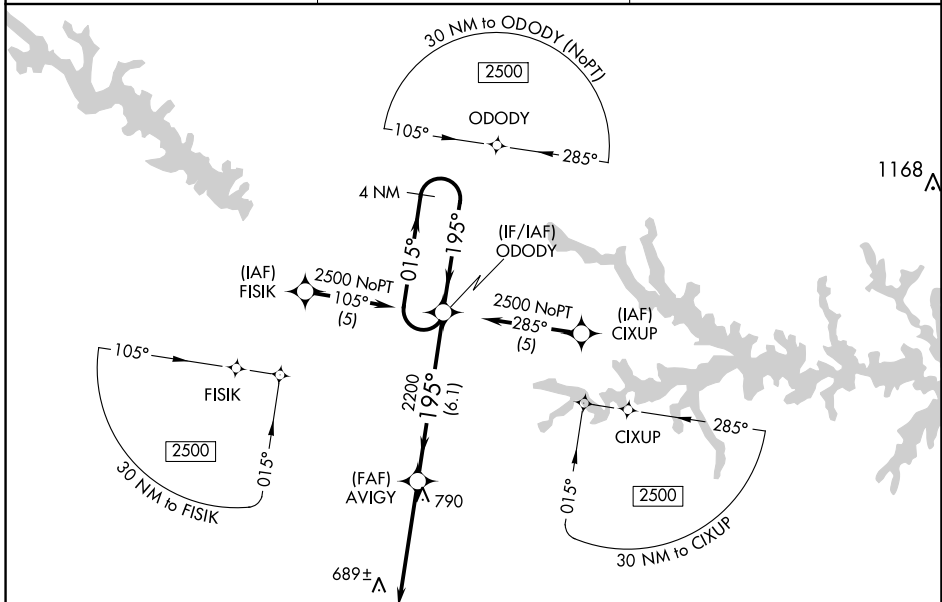 30 NM to ODODY (NoPT)
2500
ODODY
105°
285°
1168
4 NM
015°
195°
(IF/IAF)
ODODY
(IAF)
FISIK
2500 NoPT
105°
(5)
2500 NoPT
285°
(5)
(IAF)
CIXUP
105°
FISIK
2500
015°
30 NM to FISIK
2200
195°
(6.1)
CIXUP
285°
015°
2500
30 NM to CIXUP
(FAF)
AVIGY
790
689±